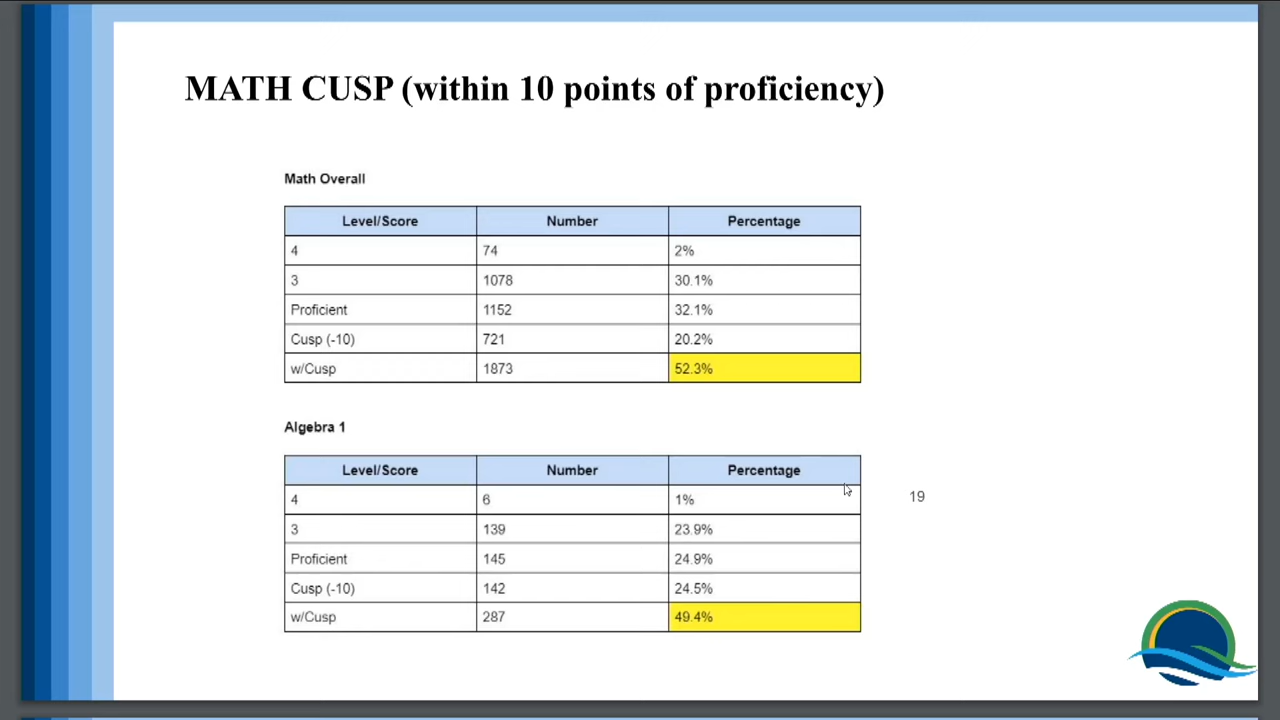 MATH CUSP (within 10 points of proficiency)
Math Overall
Level/Score Number Percentage
4 74 2%
3 1078 30.1%
Proficient 1152 32.1%
Cusp (-10) 721 20.2%
w/Cusp 1873 52.3%
Algebra 1
Level/Score Number Percentage
4 6 1%
19
3 139 23.9%
Proficient 145 24.9%
Cusp (-10) 142 24.5%
w/Cusp 287 49.4%